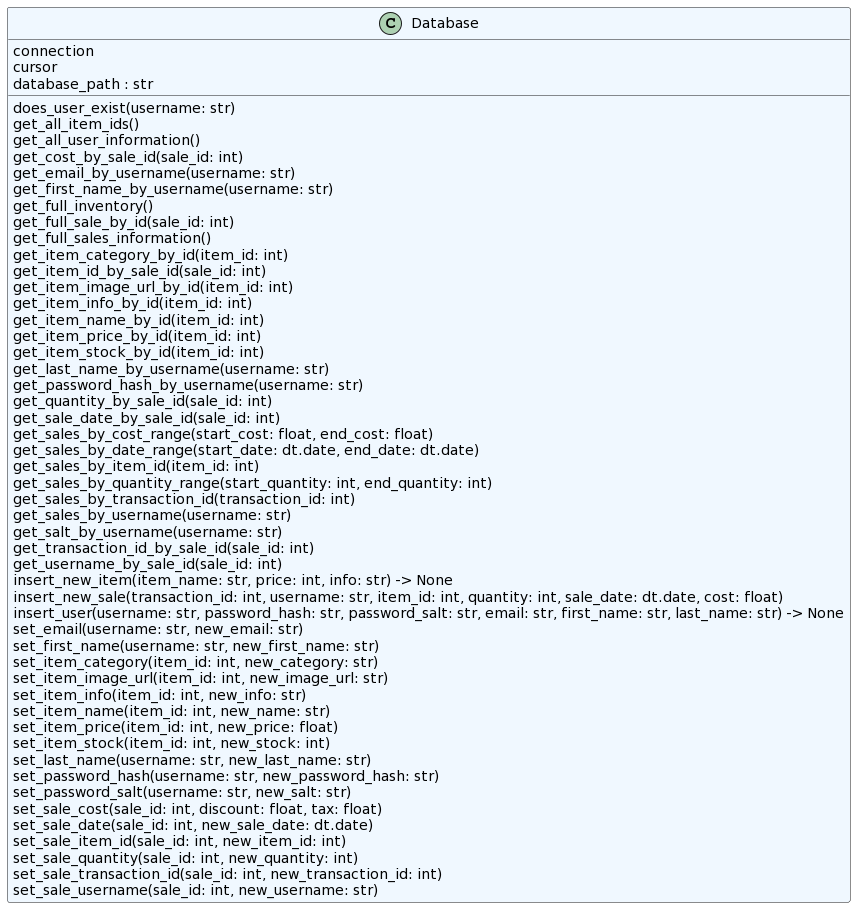 C Database
connection
cursor
database_path : str
does_user_exist(username: str)
get_all_item_ids()
get_all_user_information()
get_cost_by_sale_id(sale_id: int)
get_email_by_username(username: str)
get_first_name_by_username(username: str)
get_full_inventory()
get_full_sale_by_id(sale_id: int)
get_full_sales_information()
get_item_category_by_id(item_id: int)
get_item_id_by_sale_id(sale_id: int)
get_item_image_url_by_id(item_id: int)
get_item_info_by_id(item_id: int)
get_item_name_by_id(item_id: int)
get_item_price_by_id(item_id: int)
get_item_stock_by_id(item_id: int)
get_last_name_by_username(username: str)
get_password_hash_by_username(username: str)
get_quantity_by_sale_id(sale_id: int)
get_sale_date_by_sale_id(sale_id: int)
get_sales_by_cost_range(start_cost: float, end_cost: float)
get_sales_by_date_range(start_date: dt.date, end_date: dt.date)
get_sales_by_item_id(item_id: int)
get_sales_by_quantity_range(start_quantity: int, end_quantity: int)
get_sales_by_transaction_id(transaction_id: int)
get_sales_by_username(username: str)
get_salt_by_username(username: str)
get_transaction_id_by_sale_id(sale_id: int)
get_username_by_sale_id(sale_id: int)
insert_new_item(item_name: str, price: int, info: str) -> None
insert_new_sale(transaction_id: int, username: str, item_id: int, quantity: int, sale_date: dt.date, cost: float)
insert_user(username: str, password_hash: str, password_salt: str, email: str, first_name: str, last_name: str) -> None
set_email(username: str, new_email: str)
set_first_name(username: str, new_first_name: str)
set_item_category(item_id: int, new_category: str)
set_item_image_url(item_id: int, new_image_url: str)
set_item_info(item_id: int, new_info: str)
set_item_name(item_id: int, new_name: str)
set_item_price(item_id: int, new_price: float)
set_item_stock(item_id: int, new_stock: int)
set_last_name(username: str, new_last_name: str)
set_password_hash(username: str, new_password_hash: str)
set_password_salt(username: str, new_salt: str)
set_sale_cost(sale_id: int, discount: float, tax: float)
set_sale_date(sale_id: int, new_sale_date: dt.date)
set_sale_item_id(sale_id: int, new_item_id: int)
set_sale_quantity(sale_id: int, new_quantity: int)
set_sale_transaction_id(sale_id: int, new_transaction_id: int)
set_sale_username(sale_id: int, new_username: str)